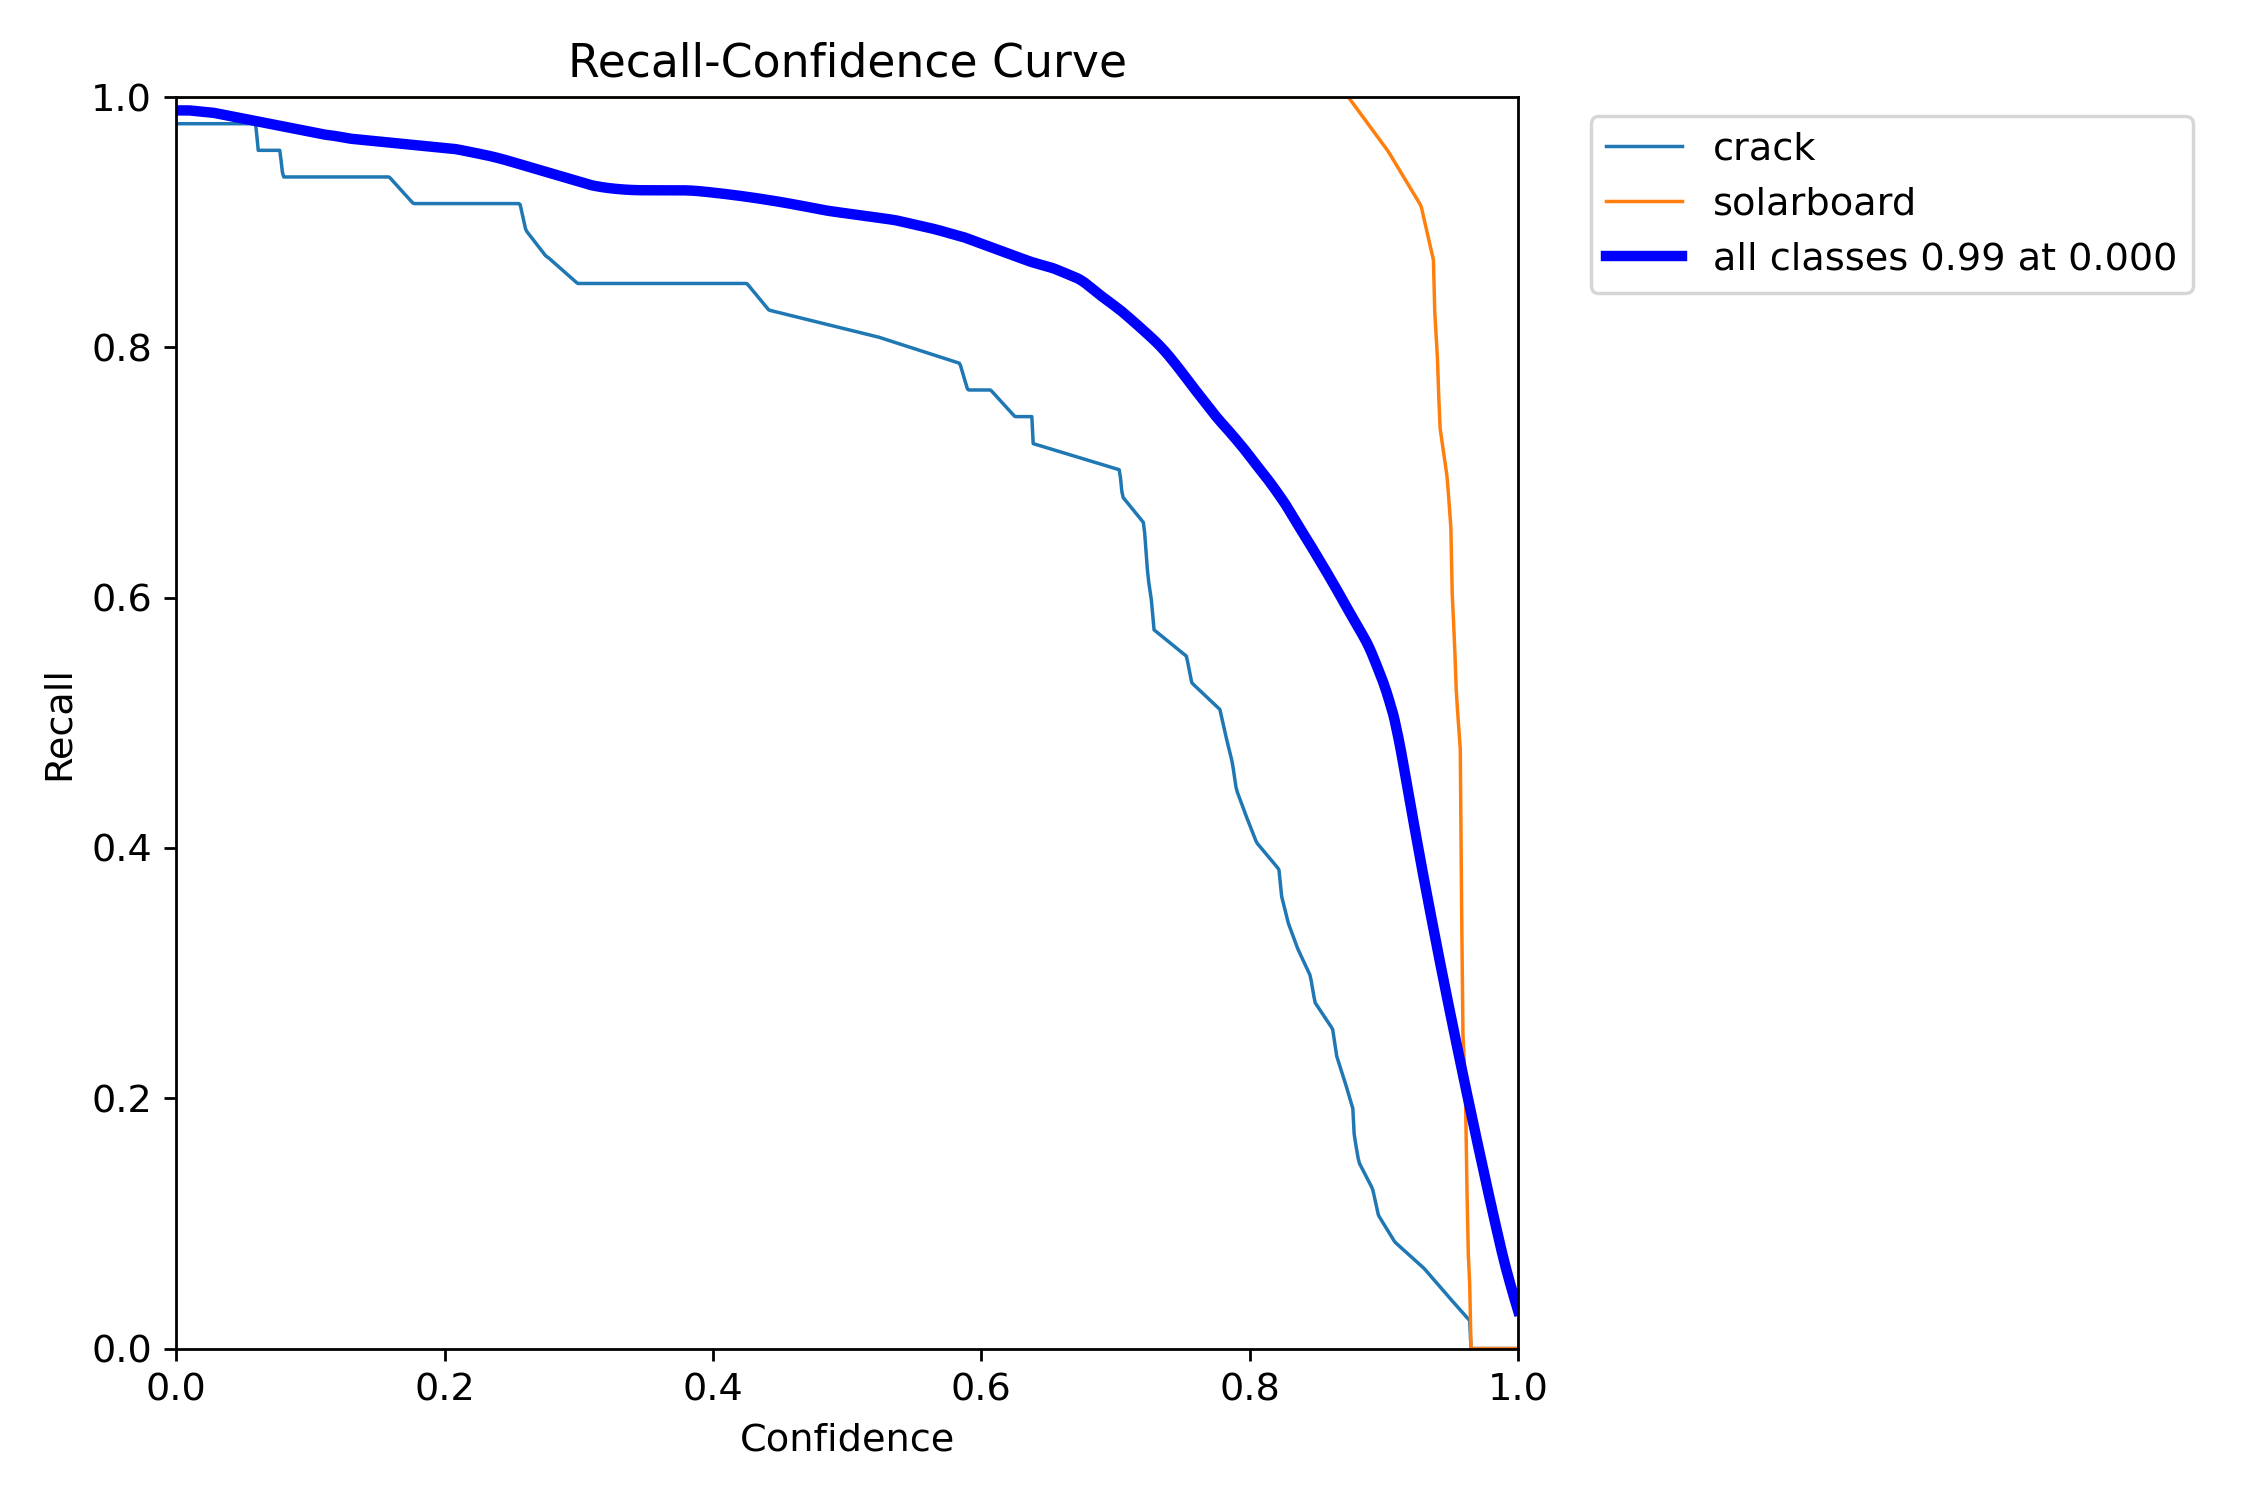 Recall-Confidence Curve
1.0
0.8
0.6
0.4
0.2
0.0
Recall
0.0 0.2 0.4 0.6 0.8 1.0
Confidence
crack
solarboard
all classes 0.99 at 0.000